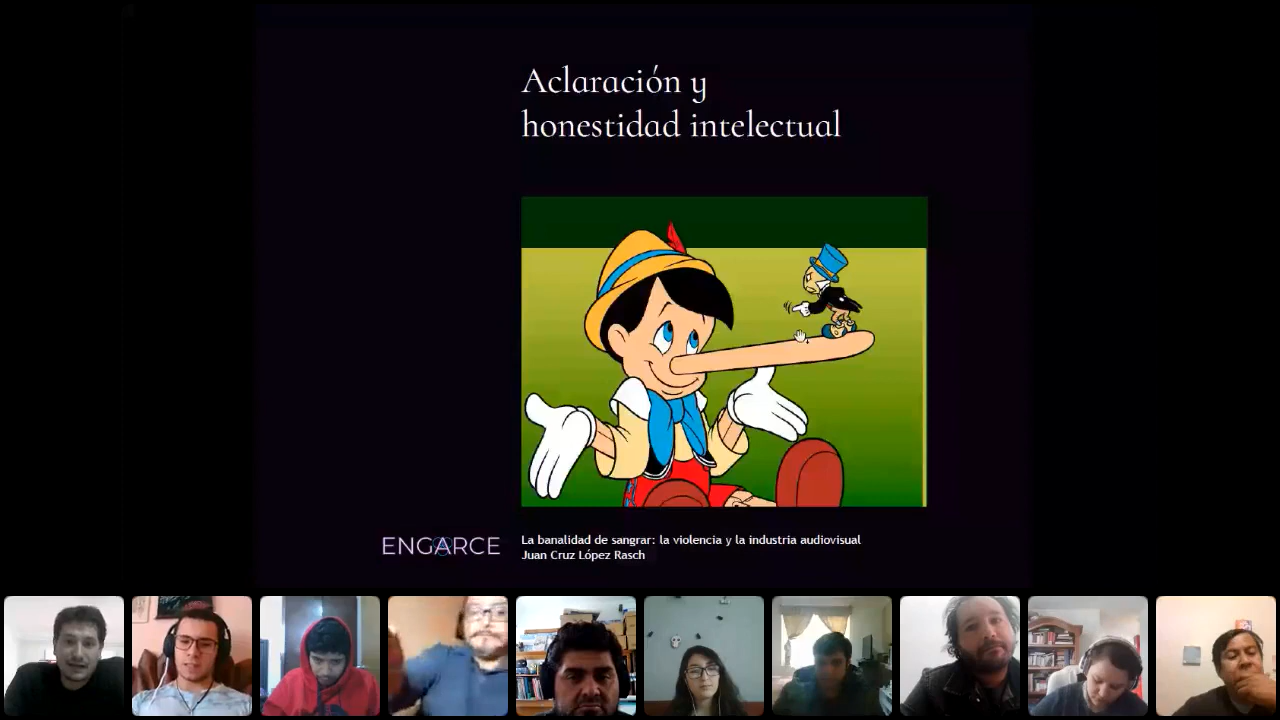 Aclaración y
honestidad intelectual
ENGARCE
La banalidad de sangrar: la violencia y la industria audiovisual
Juan Cruz López Rasch